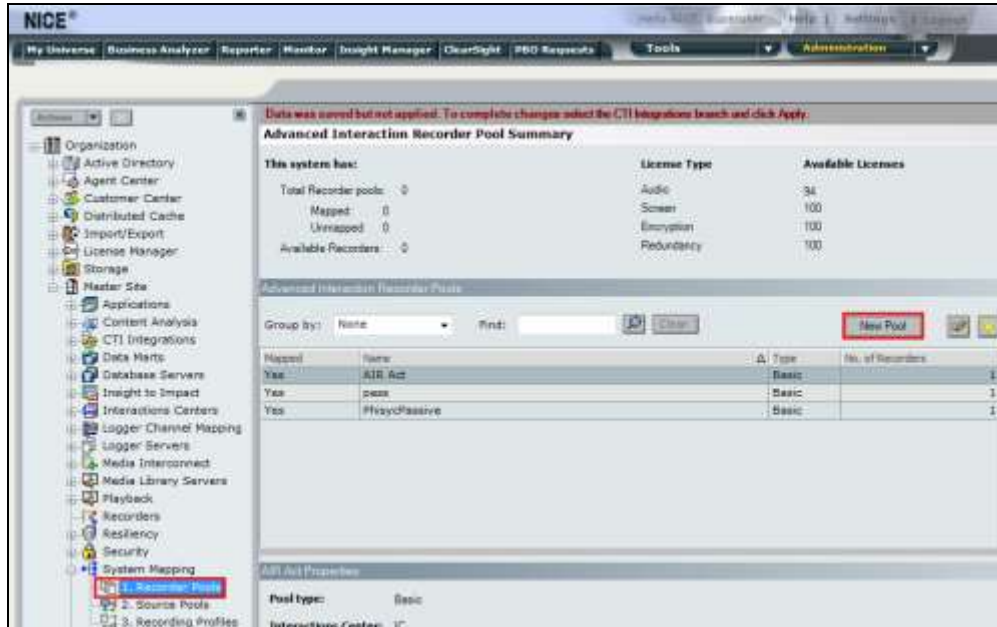 NICE®
Help
Settings
My Universe Business Analyzer Reporter Monitor Insight Manager ClearSight PBO Requests Tools Administration
Actions
Data was saved but not applied. To complete changes select the CTI Integrations branch and click Apply.
Advanced Interaction Recorder Pool Summary
This system has: License Type Available Licenses
Total Recorder pools: 0 Audio 94
Mapped: 0 Screen 100
Unmapped: 0 Encryption 100
Available Recorders: 0 Redundancy 100
Organization
Active Directory
Agent Center
Customer Center
Distributed Cache
Import/Export
License Manager
Storage
Master Site
Applications
Content Analysis
CTI Integrations
Data Marts
Database Servers
Insight to Impact
Interactions Centers
Logger Channel Mapping
Logger Servers
Media Interconnect
Media Library Servers
Playback
Recorders
Resiliency
Security
System Mapping
1. Recorder Pools
2. Source Pools
3. Recording Profiles
Advanced Interaction Recorder Pools
Group by: None Find: Clear New Pool
Mapped Name Type No. of Recorders
Yes AIR Act Basic 1
Yes pass Basic 1
Yes PhisycPassive Basic 1
AIR Act Properties
Pool type: Basic
Interactions Center: IC